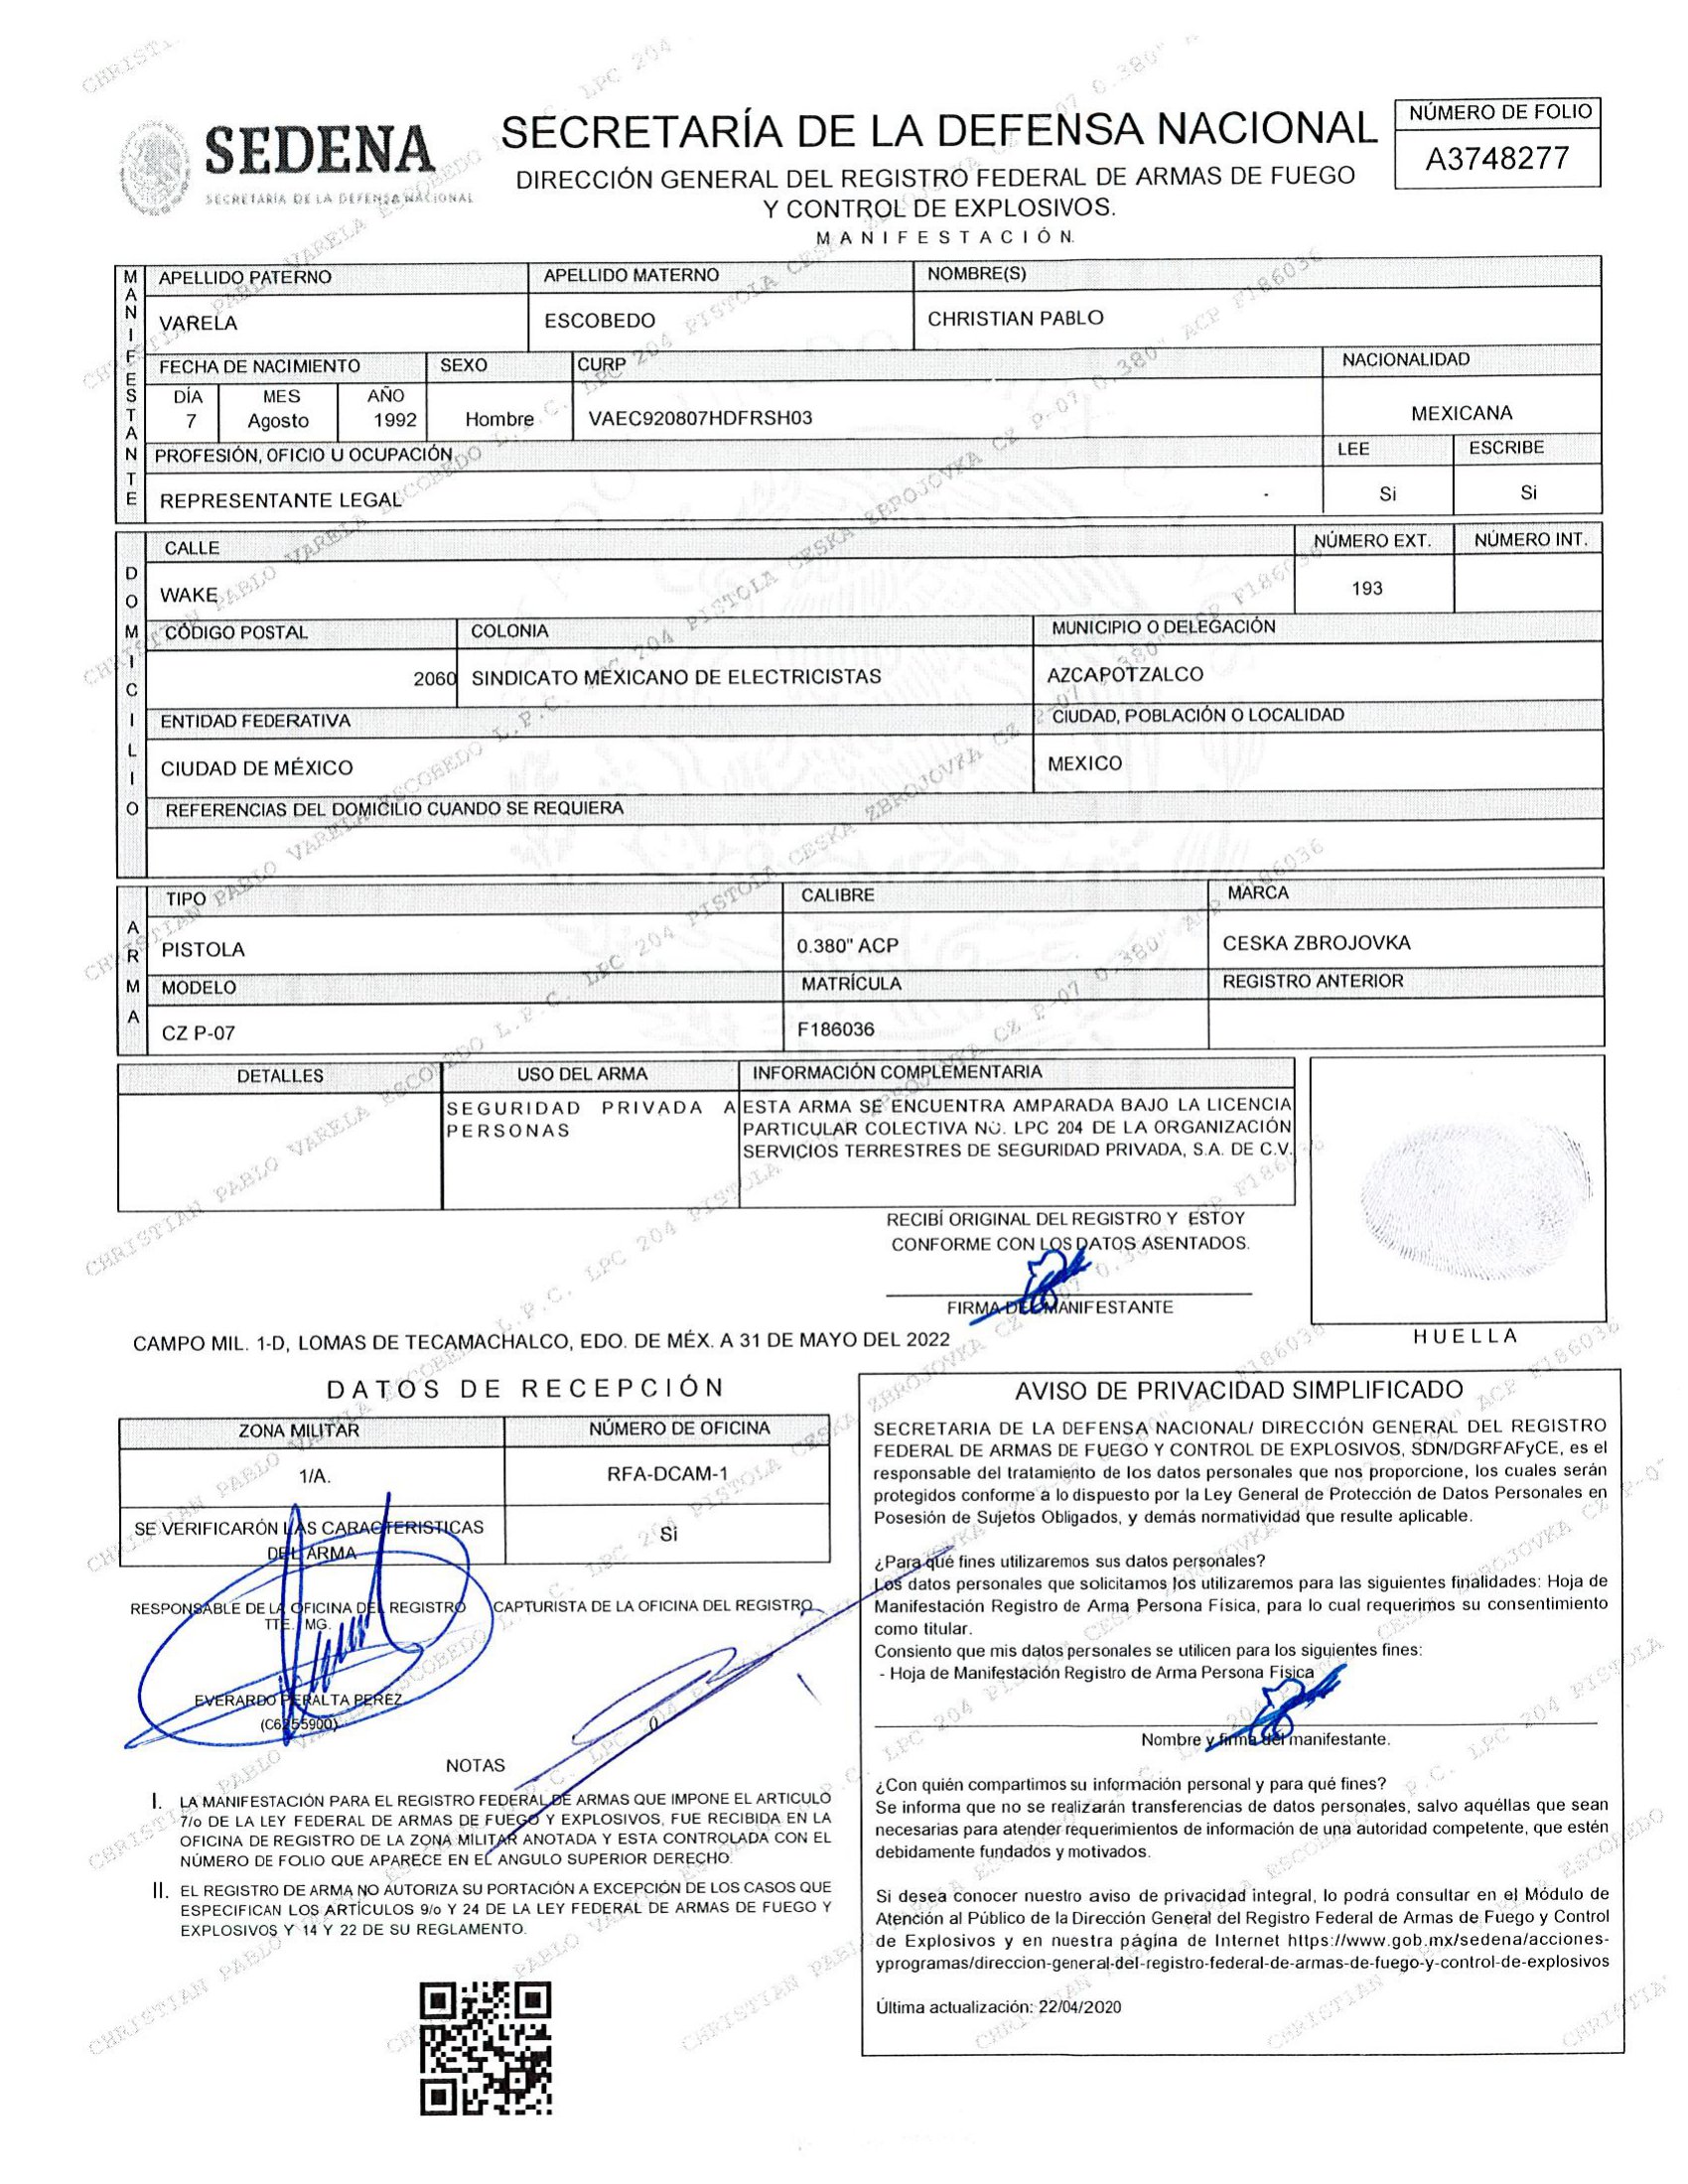 SEDENA
SECRETARÍA DE LA DEFENSA NACIONAL
SECRETARÍA DE LA DEFENSA NACIONAL
DIRECCIÓN GENERAL DEL REGISTRO FEDERAL DE ARMAS DE FUEGO
Y CONTROL DE EXPLOSIVOS.
MANIFESTACIÓN
NÚMERO DE FOLIO
A3748277
MANIFESTANTE
APELLIDO PATERNO APELLIDO MATERNO NOMBRE(S)
VARELA ESCOBEDO CHRISTIAN PABLO
FECHA DE NACIMIENTO SEXO CURP NACIONALIDAD
DÍA MES AÑO
7 Agosto 1992 Hombre VAEC920807HDFRSH03 MEXICANA
PROFESIÓN, OFICIO U OCUPACIÓN LEE ESCRIBE
REPRESENTANTE LEGAL Si Si
DOMICILIO
CALLE NÚMERO EXT. NÚMERO INT.
WAKE 193
CÓDIGO POSTAL COLONIA MUNICIPIO O DELEGACIÓN
2060 SINDICATO MEXICANO DE ELECTRICISTAS AZCAPOTZALCO
ENTIDAD FEDERATIVA CIUDAD, POBLACIÓN O LOCALIDAD
CIUDAD DE MÉXICO MEXICO
REFERENCIAS DEL DOMICILIO CUANDO SE REQUIERA
ARMA
TIPO CALIBRE MARCA
PISTOLA 0.380" ACP CESKA ZBROJOVKA
MODELO MATRÍCULA REGISTRO ANTERIOR
CZ P-07 F186036
DETALLES USO DEL ARMA INFORMACIÓN COMPLEMENTARIA
SEGURIDAD PRIVADA A
PERSONAS
ESTA ARMA SE ENCUENTRA AMPARADA BAJO LA LICENCIA
PARTICULAR COLECTIVA NO. LPC 204 DE LA ORGANIZACIÓN
SERVICIOS TERRESTRES DE SEGURIDAD PRIVADA, S.A. DE C.V.
RECIBÍ ORIGINAL DEL REGISTRO Y ESTOY
CONFORME CON LOS DATOS ASENTADOS.
FIRMA DEL MANIFESTANTE
HUELLA
CAMPO MIL. 1-D, LOMAS DE TECAMACHALCO, EDO. DE MÉX. A 31 DE MAYO DEL 2022
DATOS DE RECEPCIÓN
ZONA MILITAR NÚMERO DE OFICINA
1/A. RFA-DCAM-1
SE VERIFICARÓN LAS CARACTERISTICAS
DEL ARMA
Si
RESPONSABLE DE LA OFICINA DEL REGISTRO CAPTURISTA DE LA OFICINA DEL REGISTRO
TTE. MG.
EVERARDO PERALTA PEREZ
(C6255900)
0
NOTAS
I. LA MANIFESTACIÓN PARA EL REGISTRO FEDERAL DE ARMAS QUE IMPONE EL ARTICULO
7/o DE LA LEY FEDERAL DE ARMAS DE FUEGO Y EXPLOSIVOS, FUE RECIBIDA EN LA
OFICINA DE REGISTRO DE LA ZONA MILITAR ANOTADA Y ESTA CONTROLADA CON EL
NÚMERO DE FOLIO QUE APARECE EN EL ANGULO SUPERIOR DERECHO.
II. EL REGISTRO DE ARMA NO AUTORIZA SU PORTACIÓN A EXCEPCIÓN DE LOS CASOS QUE
ESPECIFICAN LOS ARTÍCULOS 9/o Y 24 DE LA LEY FEDERAL DE ARMAS DE FUEGO Y
EXPLOSIVOS Y 14 Y 22 DE SU REGLAMENTO.
AVISO DE PRIVACIDAD SIMPLIFICADO
SECRETARIA DE LA DEFENSA NACIONAL/ DIRECCIÓN GENERAL DEL REGISTRO
FEDERAL DE ARMAS DE FUEGO Y CONTROL DE EXPLOSIVOS, SDN/DGRFAFyCE, es el
responsable del tratamiento de los datos personales que nos proporcione, los cuales serán
protegidos conforme a lo dispuesto por la Ley General de Protección de Datos Personales en
Posesión de Sujetos Obligados, y demás normatividad que resulte aplicable.
¿Para qué fines utilizaremos sus datos personales?
Los datos personales que solicitamos los utilizaremos para las siguientes finalidades: Hoja de
Manifestación Registro de Arma Persona Física, para lo cual requerimos su consentimiento
como titular.
Consiento que mis datos personales se utilicen para los siguientes fines:
- Hoja de Manifestación Registro de Arma Persona Física
Nombre y firma del manifestante.
¿Con quién compartimos su información personal y para qué fines?
Se informa que no se realizarán transferencias de datos personales, salvo aquéllas que sean
necesarias para atender requerimientos de información de una autoridad competente, que estén
debidamente fundados y motivados.
Si desea conocer nuestro aviso de privacidad integral, lo podrá consultar en el Módulo de
Atención al Público de la Dirección General del Registro Federal de Armas de Fuego y Control
de Explosivos y en nuestra página de Internet https://www.gob.mx/sedena/acciones-
yprogramas/direccion-general-del-registro-federal-de-armas-de-fuego-y-control-de-explosivos
Última actualización: 22/04/2020
CHRISTIAN PABLO VARELA ESCOBEDO L.P.C. LPC 204 PISTOLA CESKA ZBROJOVKA CZ P-07 0.380" ACP F186036